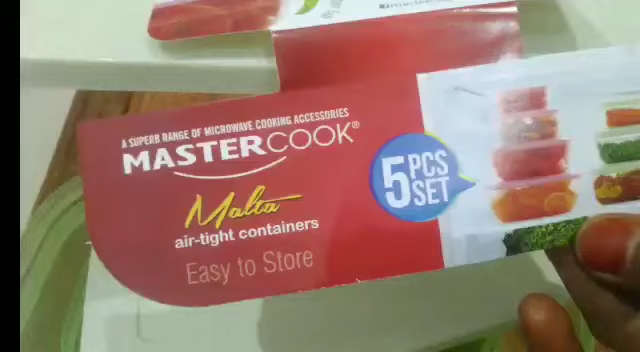 A SUPERB RANGE OF MICROWAVE COOKING ACCESSORIES
MASTERCOOK®
Malta
air-tight containers
Easy to Store
5 PCS
SET